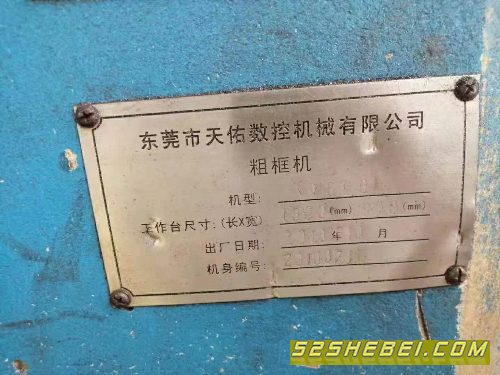 东莞市天佑数控机械有限公司
粗框机
机型:
工作台尺寸:(长X宽) (mm) (mm)
出厂日期: 年 月
机身编号:
52SHEBEI.COM